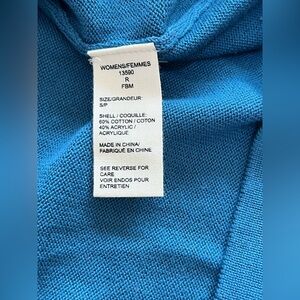 WOMENS/FEMMES
13590
R
FBM
SIZE/GRANDEUR
S/P
SHELL / COQUILLE:
60% COTTON / COTON
40% ACRYLIC /
ACRYLIQUE
MADE IN CHINA/
FABRIQUÉ EN CHINE
SEE REVERSE FOR
CARE
VOIR ENDOS POUR
ENTRETIEN